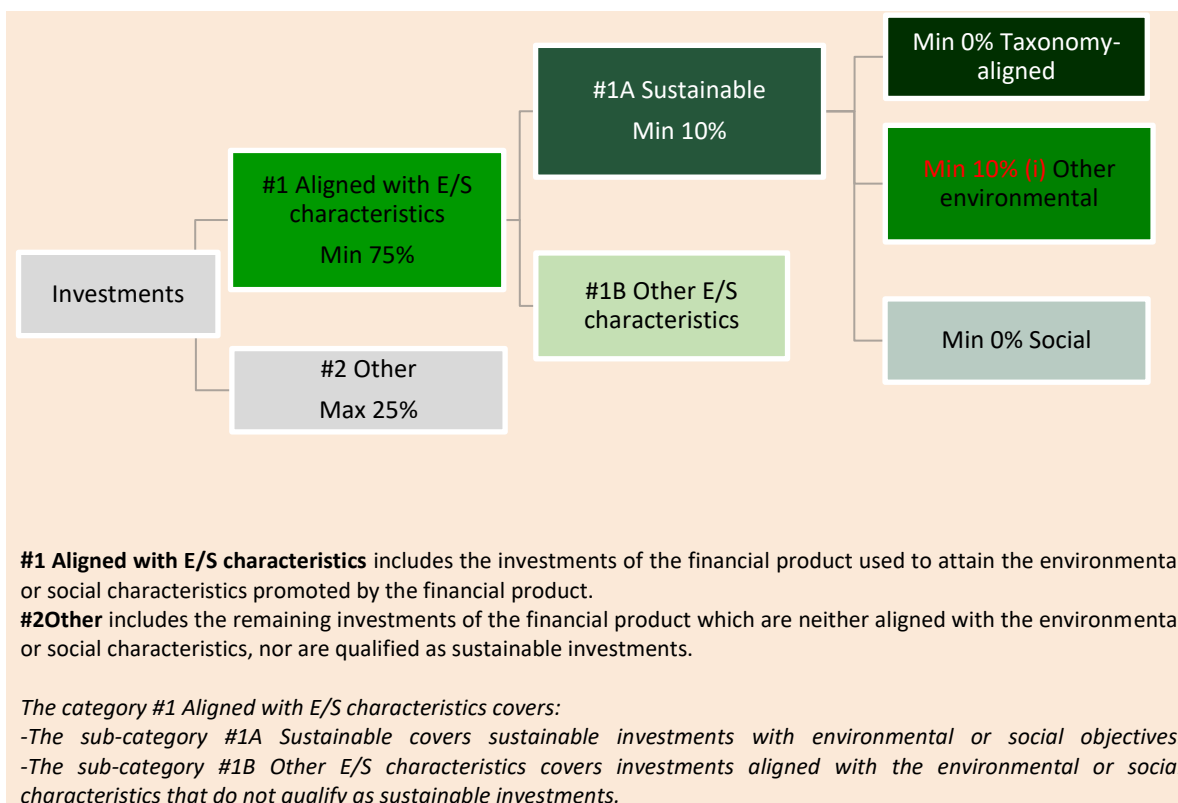 Investments
#1 Aligned with E/S
characteristics
Min 75%
#2 Other
Max 25%
#1A Sustainable
Min 10%
#1B Other E/S
characteristics
Min 0% Taxonomy-
aligned
Min 10% (i) Other
environmental
Min 0% Social
#1 Aligned with E/S characteristics includes the investments of the financial product used to attain the environmenta
or social characteristics promoted by the financial product.
#2Other includes the remaining investments of the financial product which are neither aligned with the environmenta
or social characteristics, nor are qualified as sustainable investments.
The category #1 Aligned with E/S characteristics covers:
-The sub-category #1A Sustainable covers sustainable investments with environmental or social objectives
-The sub-category #1B Other E/S characteristics covers investments aligned with the environmental or socia
characteristics that do not qualify as sustainable investments.